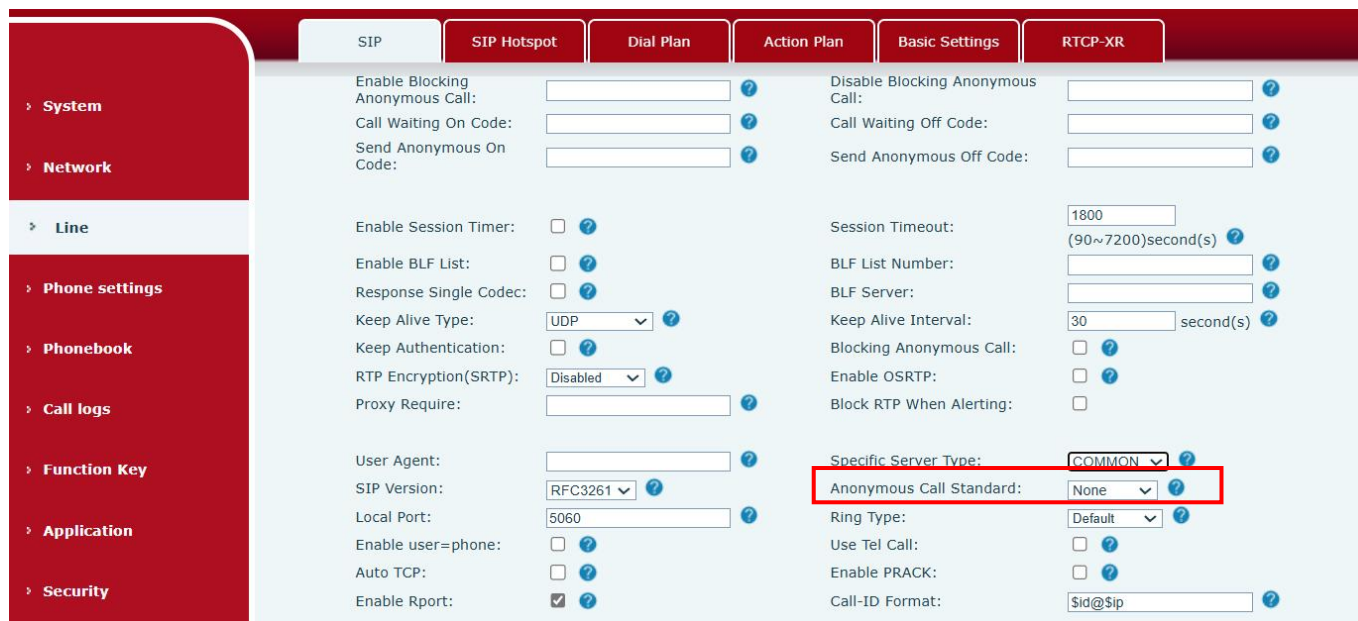 SIP
SIP Hotspot
Dial Plan
Action Plan
Basic Settings
RTCP-XR
System
Network
Line
Phone settings
Phonebook
Call logs
Function Key
Application
Security
Enable Blocking
Anonymous Call:
Disable Blocking Anonymous
Call:
Call Waiting On Code:
Call Waiting Off Code:
Send Anonymous On
Code:
Send Anonymous Off Code:
Enable Session Timer:
Session Timeout:
1800
(90~7200)second(s)
Enable BLF List:
BLF List Number:
Response Single Codec:
BLF Server:
Keep Alive Type:
UDP
Keep Alive Interval:
30 second(s)
Keep Authentication:
Blocking Anonymous Call:
RTP Encryption(SRTP):
Disabled
Enable OSRTP:
Proxy Require:
Block RTP When Alerting:
User Agent:
Specific Server Type:
COMMON
SIP Version:
RFC3261
Anonymous Call Standard:
None
Local Port:
5060
Ring Type:
Default
Enable user=phone:
Use Tel Call:
Auto TCP:
Enable PRACK:
Enable Rport:
Call-ID Format:
$id@$ip